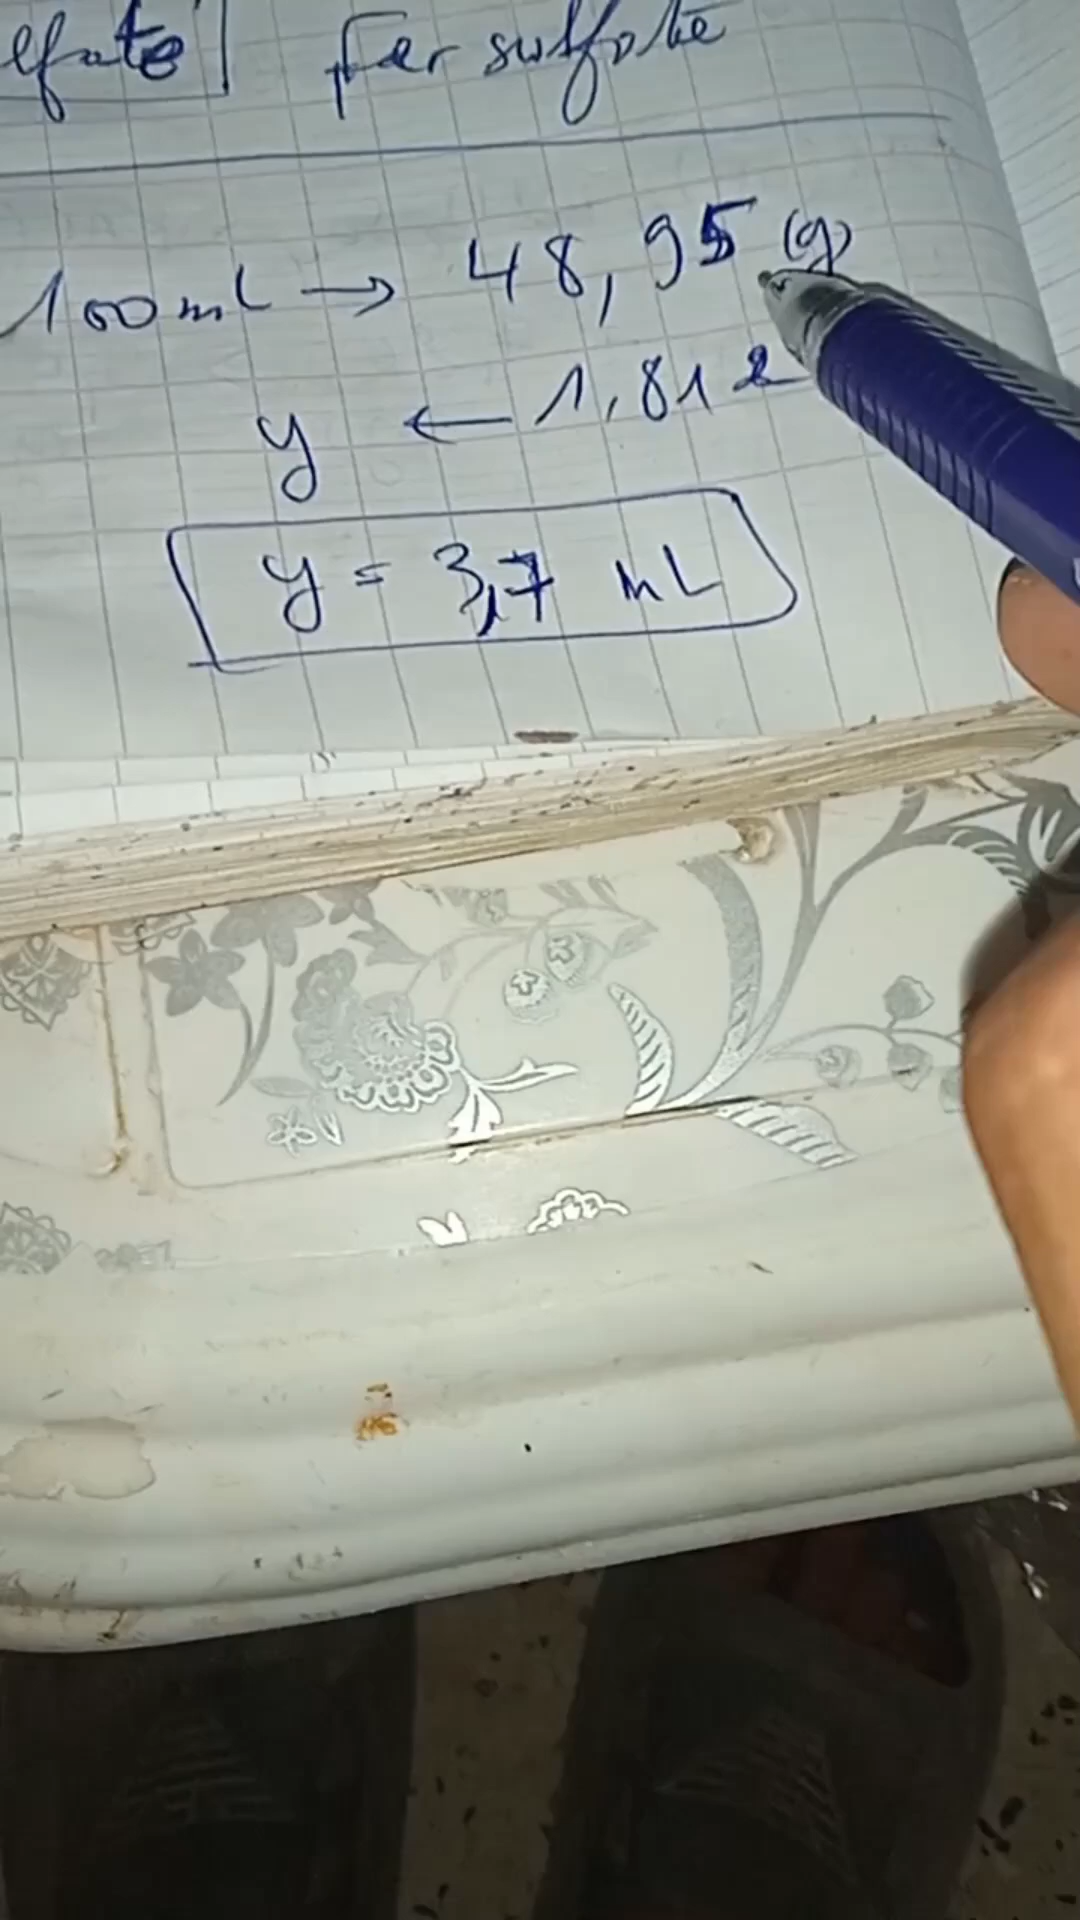 lfate Fer sulfate
100 mL → 48,95 (g)
y ← 1,812
y = 3,7 mL